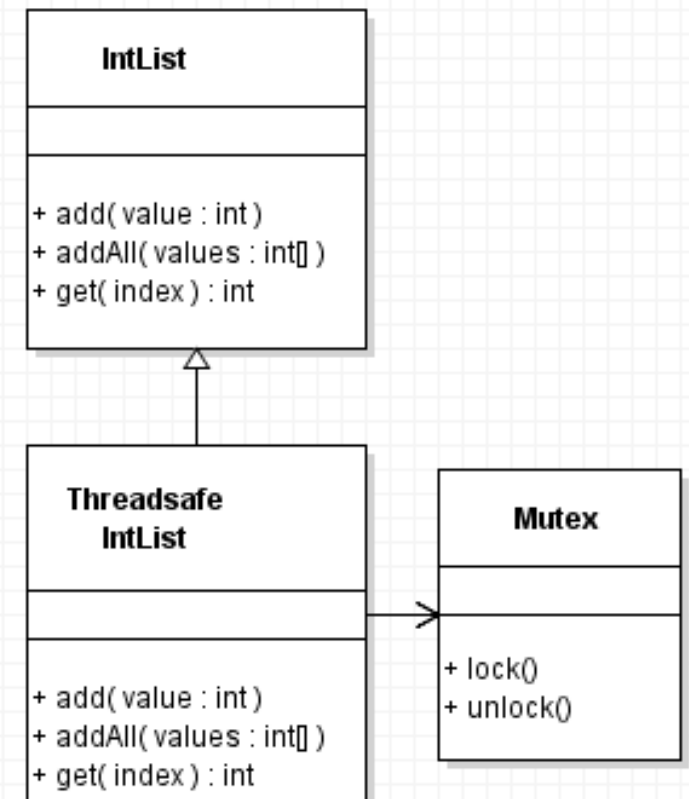 IntList
+ add( value : int )
+ addAll( values : int[] )
+ get( index ) : int
Threadsafe
IntList
+ add( value : int )
+ addAll( values : int[] )
+ get( index ) : int
Mutex
+ lock()
+ unlock()